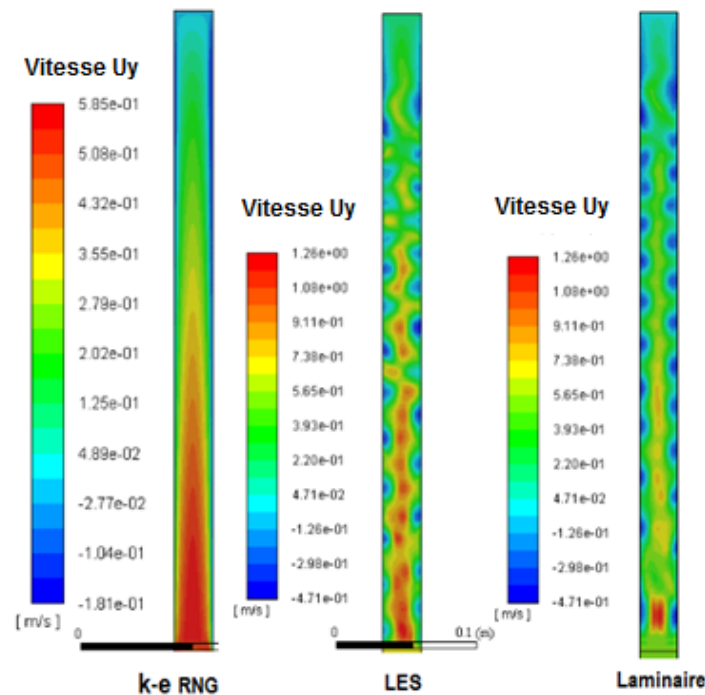 Vitesse Uy
5.85e-01
5.08e-01
4.32e-01
3.55e-01
2.79e-01
2.02e-01
1.25e-01
4.89e-02
-2.77e-02
-1.04e-01
-1.81e-01
[ m/s ]
0
k-e RNG
Vitesse Uy
1.26e+00
1.08e+00
9.11e-01
7.38e-01
5.65e-01
3.93e-01
2.20e-01
4.71e-02
-1.26e-01
-2.98e-01
-4.71e-01
[ m/s ]
0
0.1 (m)
LES
Vitesse Uy
1.26e+00
1.08e+00
9.11e-01
7.38e-01
5.65e-01
3.93e-01
2.20e-01
4.71e-02
-1.26e-01
-2.98e-01
-4.71e-01
[ m/s ]
Laminaire